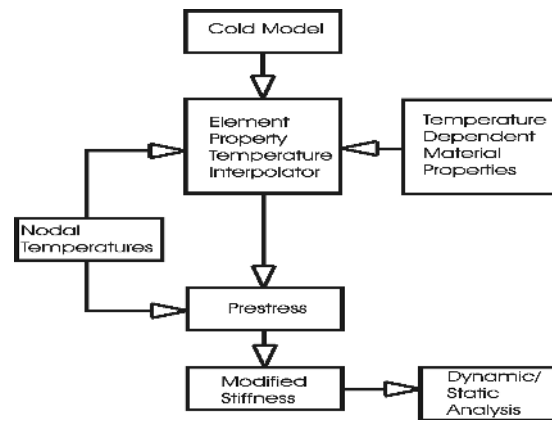 Cold Model
Element
Property
Temperature
Interpolator
Temperature
Dependent
Material
Properties
Nodal
Temperatures
Prestress
Modified
Stiffness
Dynamic/
Static
Analysis